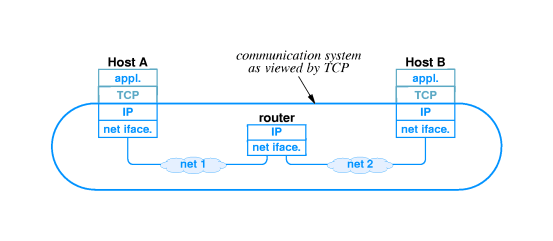 communication system
as viewed by TCP
Host A
appl.
TCP
IP
net iface.
Host B
appl.
TCP
IP
net iface.
router
IP
net iface.
net 1
net 2